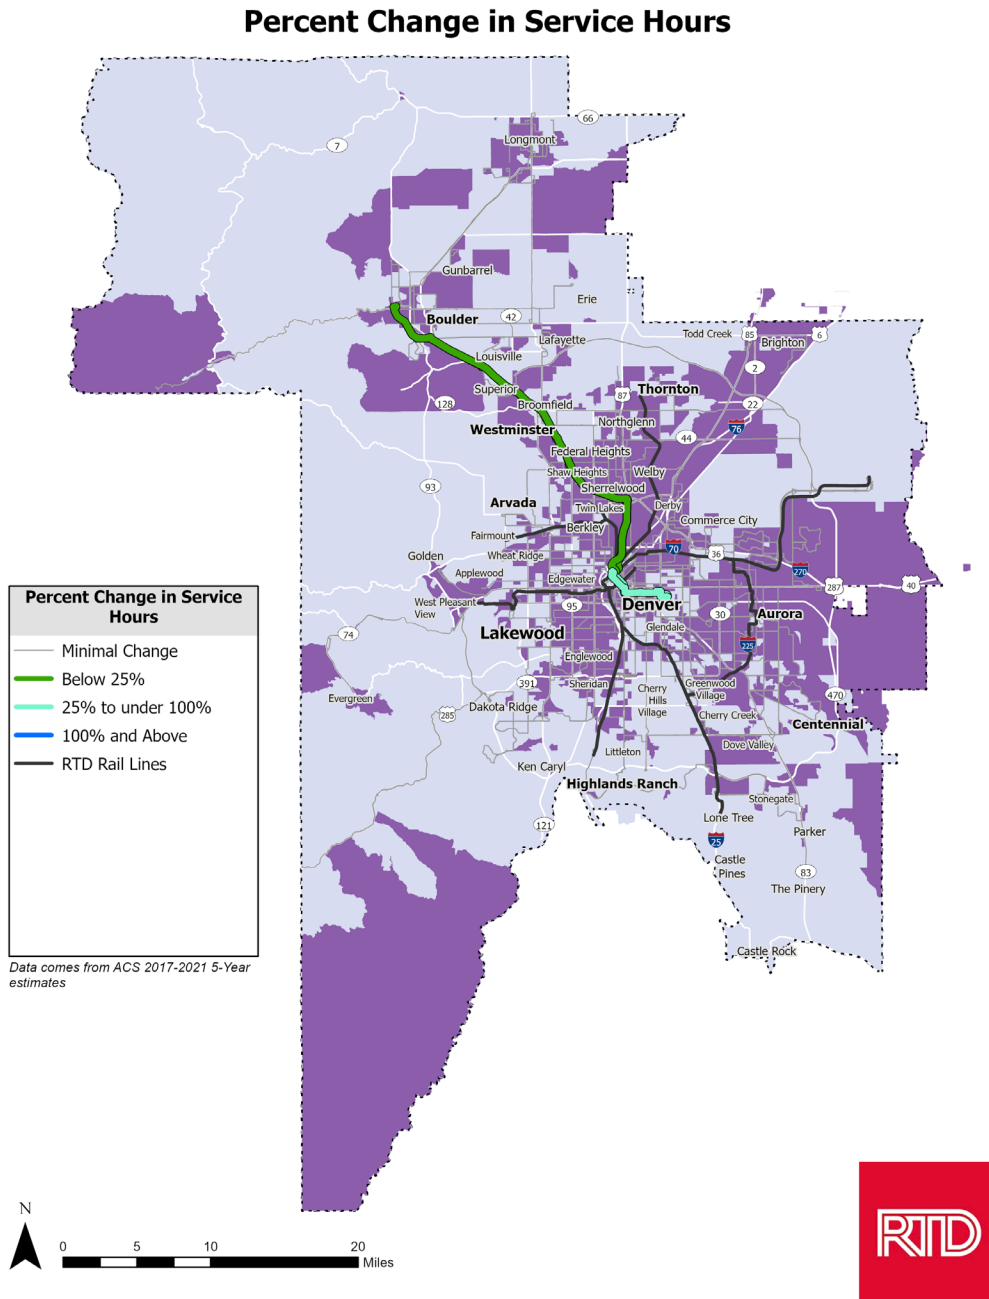 Percent Change in Service Hours
66
Longmont
7
Gunbarrel
Erie
Boulder
42
Todd Creek
85
6
Lafayette
Brighton
Louisville
2
Superior
Thornton
87
128
Broomfield
22
Northglenn
Westminster
76
44
Federal Heights
Shaw Heights
Welby
93
Sherrelwood
Arvada
Twin Lakes
Derby
Commerce City
Berkley
Fairmount
70
36
Golden
Wheat Ridge
Applewood
Edgewater
270
287
40
West Pleasant
View
95
Denver
30
Aurora
Glendale
74
Lakewood
225
Englewood
Sheridan
391
Greenwood
Village
Cherry
Hills
Village
470
Evergreen
285
Dakota Ridge
Cherry Creek
Centennial
Dove Valley
Littleton
Ken Caryl
Highlands Ranch
Stonegate
Lone Tree
121
Parker
25
Castle
Pines
83
The Pinery
Castle Rock
Percent Change in Service
Hours
Minimal Change
Below 25%
25% to under 100%
100% and Above
RTD Rail Lines
Data comes from ACS 2017-2021 5-Year
estimates
N
0 5 10 20
Miles
RTD